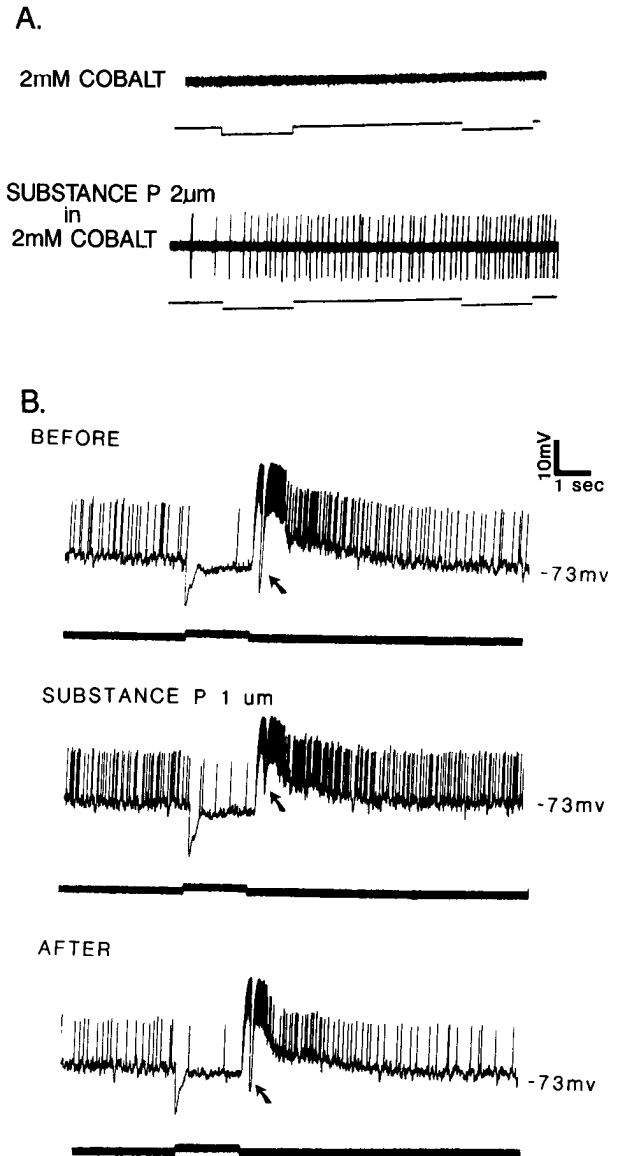 A.
2mM COBALT
SUBSTANCE P 2µm
in
2mM COBALT
B.
BEFORE
10mV
1 sec
-73mv
SUBSTANCE P 1 um
-73mv
AFTER
-73mv